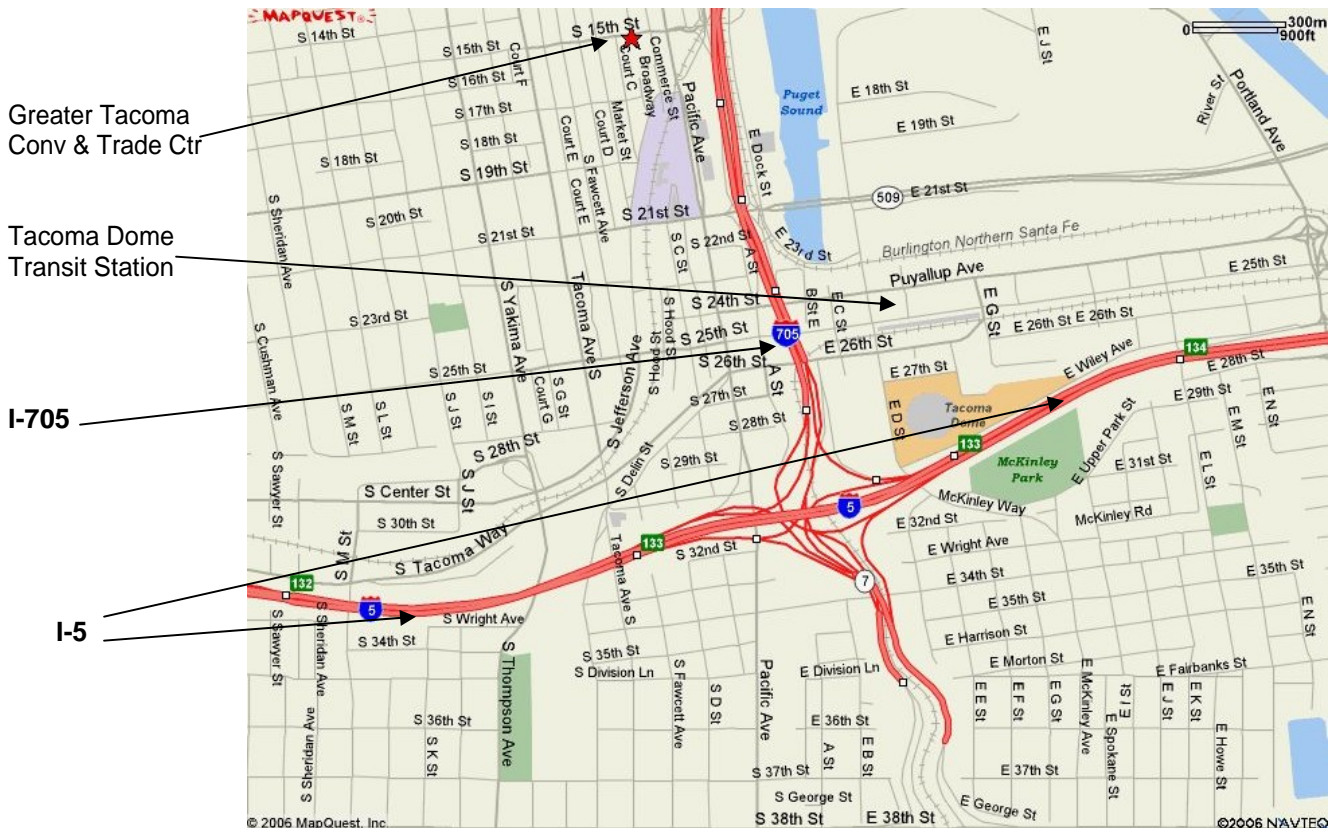 MAPQUEST
S 14th St
S 15th St
300m
0
900ft
S 15th St
Court F
Court C
Broadway
Commerce St
E J St
Greater Tacoma
Conv & Trade Ctr
S 16th St
S 17th St
S 18th St
S 18th St
S 19th St
Court E
Court D
Market St
Pacific Ave
Puget
Sound
E 18th St
E 19th St
River St
Portland Ave
E Dock St
S Fawcett Ave
Court E
Tacoma Ave S
S Sheridan Ave
S 20th St
S 21st St
S 21st St
509
E 21st St
Tacoma Dome
Transit Station
S C St
S 22nd St
A St
E 23rd St
Burlington Northern Santa Fe
Puyallup Ave
E 25th St
S 24th St
B St E
E C St
E G St
S Yakima Ave
S 23rd St
S Hood St
S Hood St
S 25th St
705
E 26th St
E 26th St
E 26th St
S Cushman Ave
S 25th St
S 26th St
A St
E 27th St
E Wiley Ave
134
E 28th St
I-705
S M St
S L St
S J St
S I St
Court G
S G St
S Jefferson Ave
S 27th St
S 28th St
E D St
Tacoma
Dome
E 29th St
E N St
E M St
S 28th St
S Delin St
S 29th St
133
McKinley
Park
E Upper Park St
E 31st St
E L St
S Sawyer St
S Center St
S J St
S 30th St
5
McKinley Way
McKinley Rd
E 32nd St
S M St
S Tacoma Way
133
S 32nd St
Tacoma Ave S
E Wright Ave
E 34th St
E 35th St
132
7
E 35th St
I-5
5
S Wright Ave
S Sawyer St
S Sheridan Ave
S 34th St
E Harrison St
E N St
S Thompson Ave
S 35th St
S Division Ln
S Fawcett Ave
S D St
Pacific Ave
E Division Ln
E Morton St
E Fairbanks St
S Sheridan Ave
S 36th St
S K St
E 36th St
A St
E B St
E E St
E F St
E G St
E McKinley Ave
E Spokane St
E I St
E J St
E K St
E Howe St
S 37th St
E 37th St
S George St
E George St
S 38th St
E 38th St
© 2006 MapQuest, Inc.
©2006 NAVTEQ